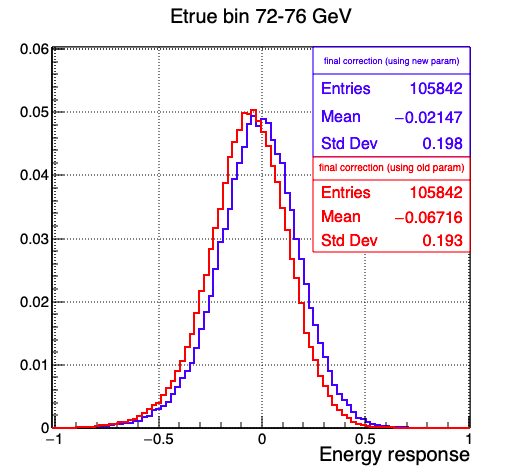 Etrue bin 72-76 GeV
final correction (using new param)
Entries 105842
Mean −0.02147
Std Dev 0.198
final correction (using old param)
Entries 105842
Mean −0.06716
Std Dev 0.193
0.06
0.05
0.04
0.03
0.02
0.01
0
−1 −0.5 0 0.5 1
Energy response